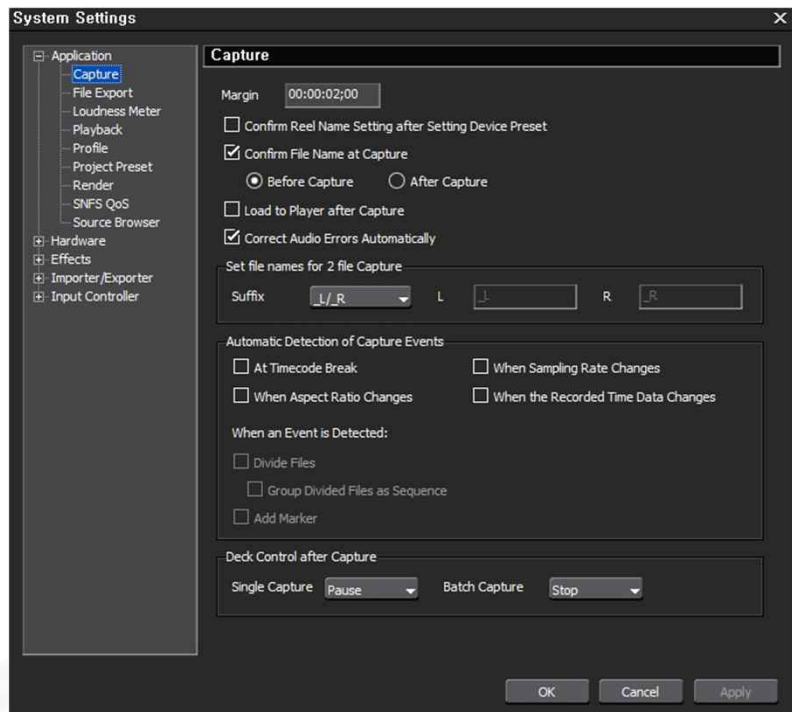 System Settings
X
Application
Capture
File Export
Loudness Meter
Playback
Profile
Project Preset
Render
SNFS QoS
Source Browser
Hardware
Effects
Importer/Exporter
Input Controller
Capture
Margin 00:00:02;00
Confirm Reel Name Setting after Setting Device Preset
Confirm File Name at Capture
Before Capture After Capture
Load to Player after Capture
Correct Audio Errors Automatically
Set file names for 2 file Capture
Suffix _L/_R L _L R _R
Automatic Detection of Capture Events
At Timecode Break When Sampling Rate Changes
When Aspect Ratio Changes When the Recorded Time Data Changes
When an Event is Detected:
Divide Files
Group Divided Files as Sequence
Add Marker
Deck Control after Capture
Single Capture Pause Batch Capture Stop
OK Cancel Apply